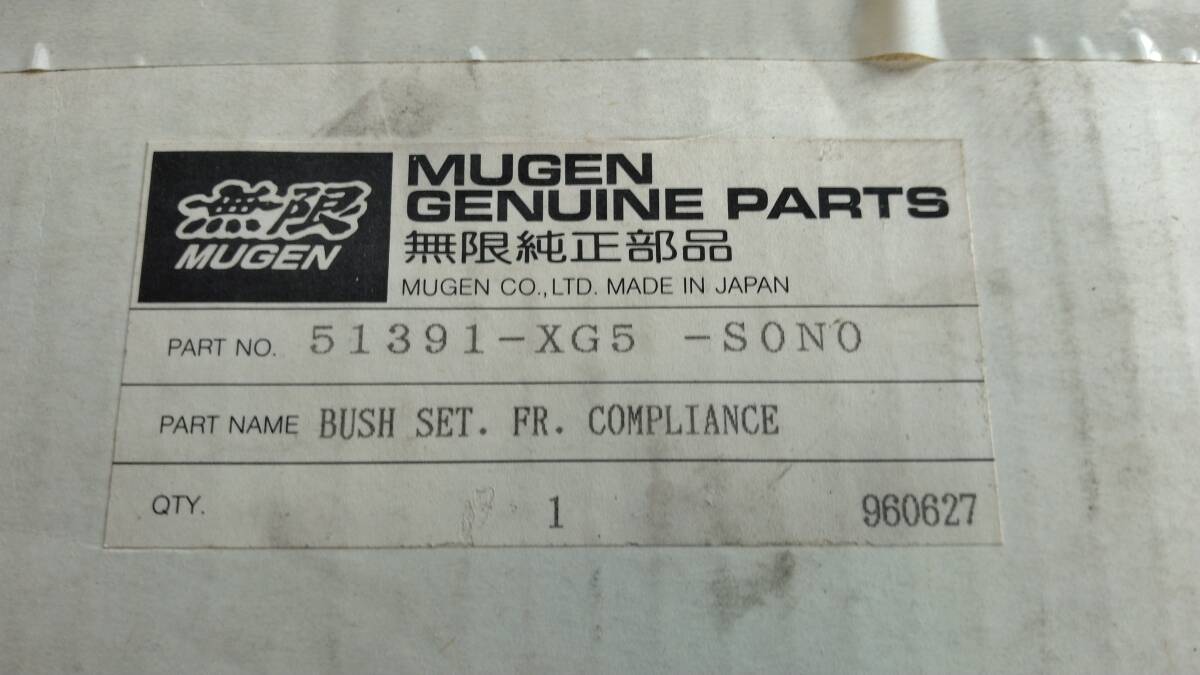 無限
MUGEN
MUGEN
GENUINE PARTS
無限純正部品
MUGEN CO.,LTD. MADE IN JAPAN
PART NO. 51391-XG5 -S0N0
PART NAME BUSH SET. FR. COMPLIANCE
QTY. 1 960627